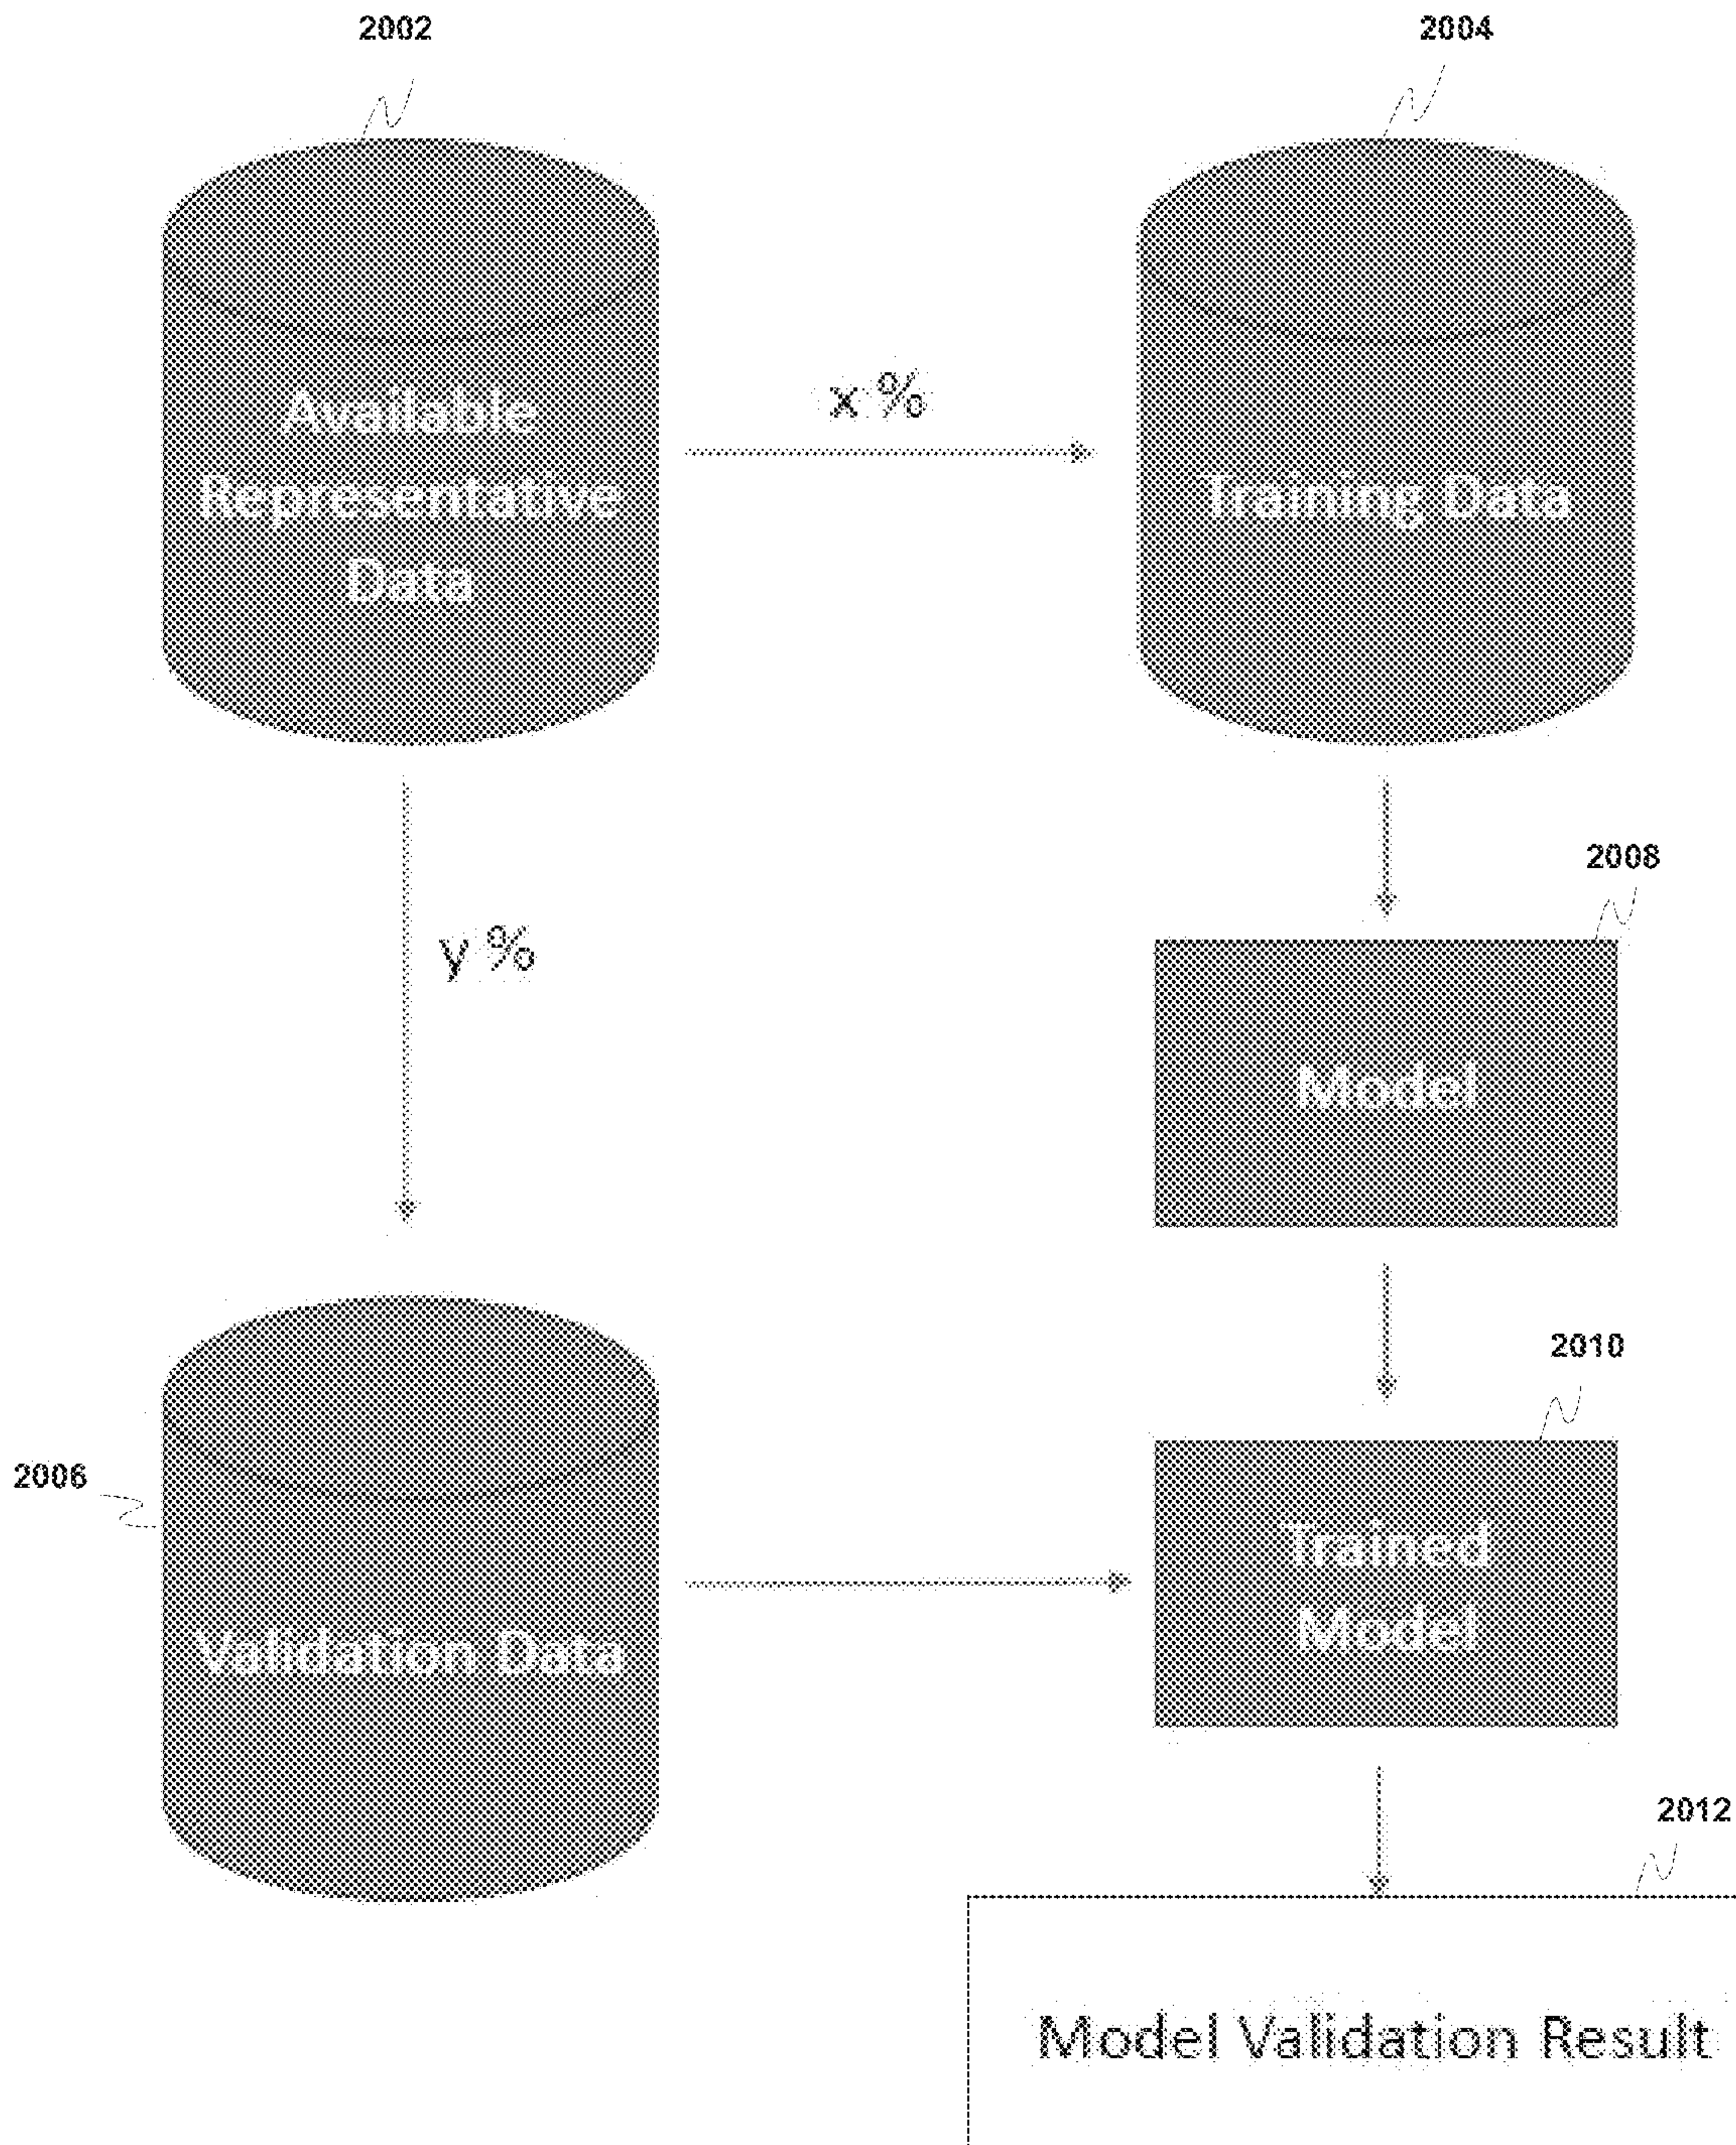 2002
2004
Available
Representative
Data
x %
Training Data
2008
y %
Model
2010
2006
Trained
Model
Validation Data
2012
Model Validation Result